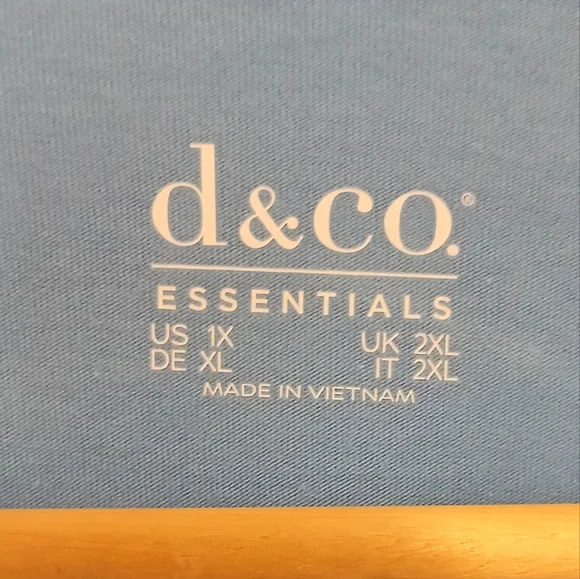 d&co.®
ESSENTIALS
US 1X UK 2XL
DE XL IT 2XL
MADE IN VIETNAM